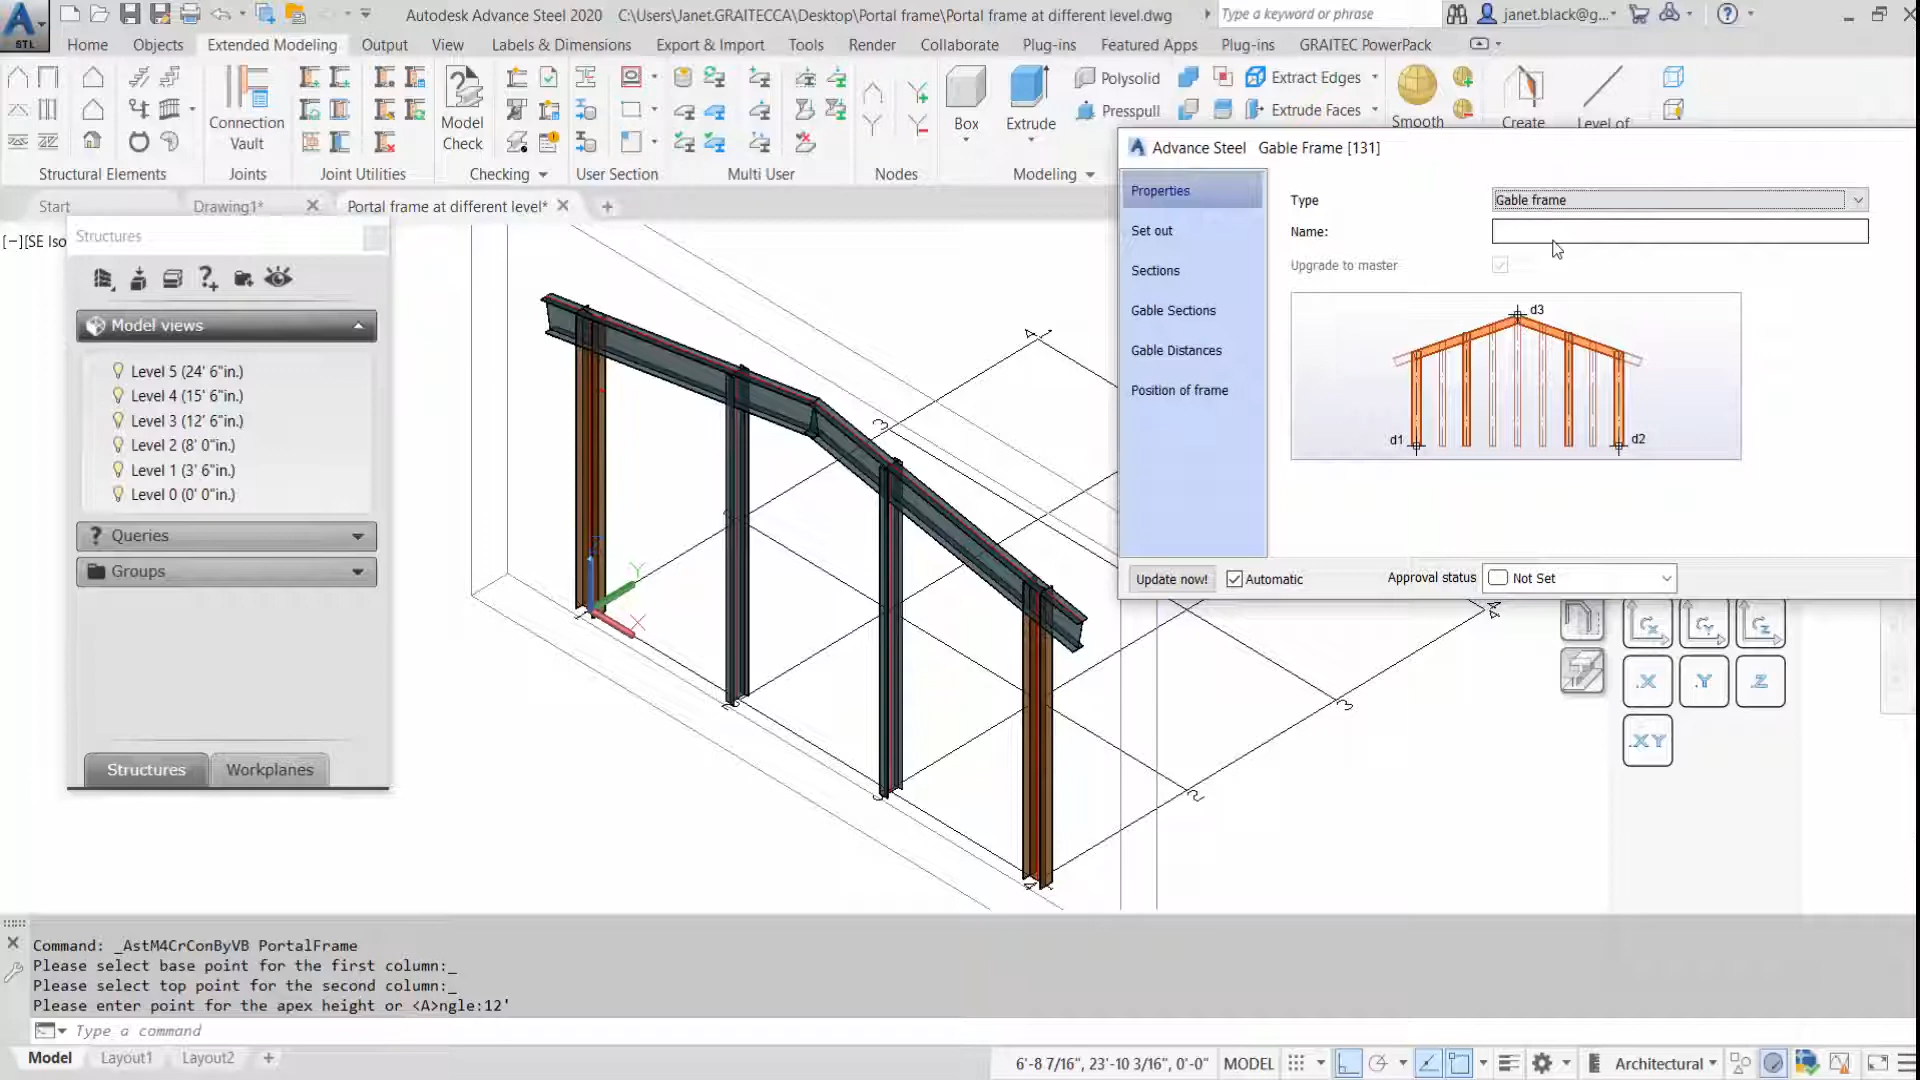 STL
Autodesk Advance Steel 2020 C:\Users\Janet.GRAITECCA\Desktop\Portal frame\Portal frame at different level.dwg
Type a keyword or phrase
janet.black@g...
Home Objects Extended Modeling Output View Labels & Dimensions Export & Import Tools Render Collaborate Plug-ins Featured Apps Plug-ins GRAITEC PowerPack
Connection Vault
Model Check
Box
Extrude
Polysolid
Presspull
Extract Edges
Extrude Faces
Smooth
Create
Level of
Structural Elements Joints Joint Utilities Checking User Section Multi User Nodes Modeling
Start Drawing1* Portal frame at different level*
[−][SE Iso
Structures
Model views
Level 5 (24' 6"in.)
Level 4 (15' 6"in.)
Level 3 (12' 6"in.)
Level 2 (8' 0"in.)
Level 1 (3' 6"in.)
Level 0 (0' 0"in.)
Queries
Groups
Structures Workplanes
Y
X
3
3
2
Advance Steel Gable Frame [131]
Properties
Set out
Sections
Gable Sections
Gable Distances
Position of frame
Type Gable frame
Name:
Upgrade to master
d3
d1 d2
Update now! Automatic Approval status Not Set
Cx Cy Cz
.X .Y .Z
.XY
Command: _AstM4CrConByVB PortalFrame
Please select base point for the first column:_
Please select top point for the second column:_
Please enter point for the apex height or <A>ngle:12'
Type a command
Model Layout1 Layout2 +
6'-8 7/16", 23'-10 3/16", 0'-0" MODEL Architectural